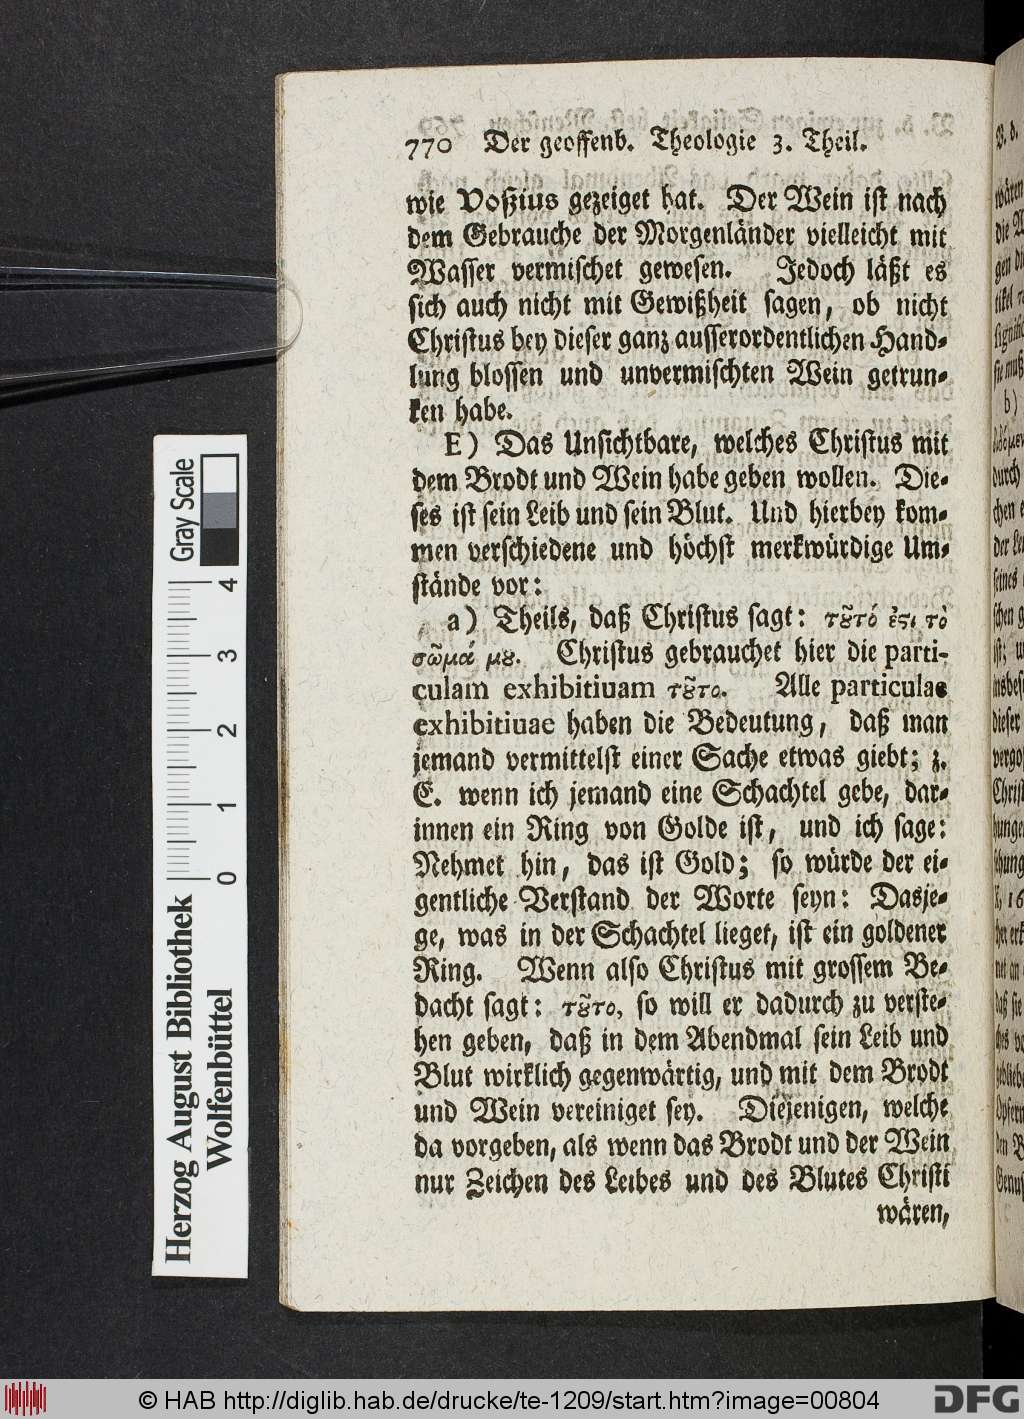 770 Der geoffenb. Theologie 3. Theil.
wie Voßius gezeiget hat. Der Wein ist nach
dem Gebrauche der Morgenländer vielleicht mit
Wasser vermischet gewesen. Jedoch läßt es
sich auch nicht mit Gewißheit sagen, ob nicht
Christus bey dieser ganz ausserordentlichen Hand-
lung blossen und unvermischten Wein getrun-
ken habe.
E) Das Unsichtbare, welches Christus mit
dem Brodt und Wein habe geben wollen. Die-
ses ist sein Leib und sein Blut. Und hierbey kom-
men verschiedene und höchst merkwürdige Um-
stände vor:
a) Theils, daß Christus sagt: τȣ͂τό ἐςι τὸ
σῶμά μȣ. Christus gebrauchet hier die parti-
culam exhibitiuam τȣ͂το. Alle particulae
exhibitiuae haben die Bedeutung, daß man
jemand vermittelst einer Sache etwas giebt; z.
E. wenn ich jemand eine Schachtel gebe, dar-
innen ein Ring von Golde ist, und ich sage:
Nehmet hin, das ist Gold; so würde der ei-
gentliche Verstand der Worte seyn: Dasje-
ge, was in der Schachtel lieget, ist ein goldener
Ring. Wenn also Christus mit grossem Be-
dacht sagt: τȣ͂το, so will er dadurch zu verste-
hen geben, daß in dem Abendmal sein Leib und
Blut wirklich gegenwärtig, und mit dem Brodt
und Wein vereiniget sey. Diejenigen, welche
da vorgeben, als wenn das Brodt und der Wein
nur Zeichen des Leibes und des Blutes Christi
wären,
Gray Scale
0 1 2 3 4
Herzog August Bibliothek
Wolfenbüttel
© HAB http://diglib.hab.de/drucke/te-1209/start.htm?image=00804
DFG